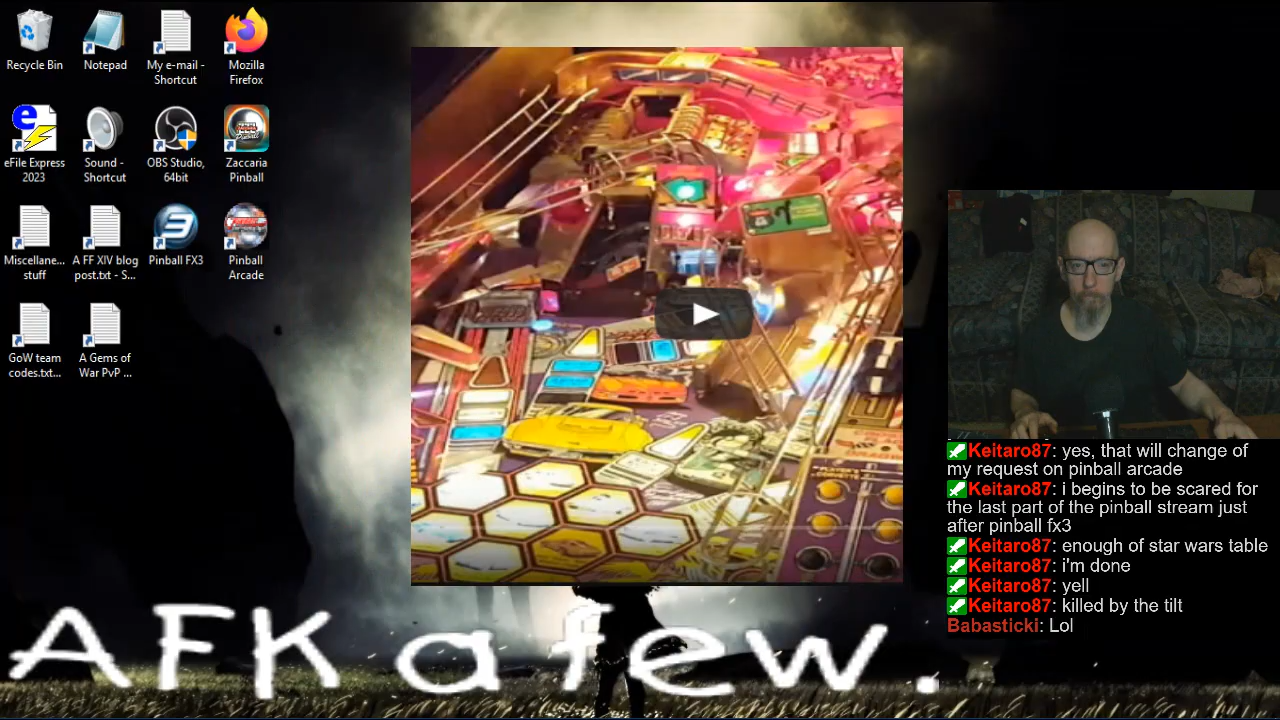 Recycle Bin
Notepad
My e-mail -
Shortcut
Mozilla
Firefox
eFile Express
2023
Sound -
Shortcut
OBS Studio,
64bit
Zaccaria
Pinball
Miscellane...
stuff
A FF XIV blog
post.txt - S...
Pinball FX3
Pinball
Arcade
GoW team
codes.txt...
A Gems of
War PvP ...
AFK a few.
Keitaro87: yes, that will change of
my request on pinball arcade
Keitaro87: i begins to be scared for
the last part of the pinball stream just
after pinball fx3
Keitaro87: enough of star wars table
Keitaro87: i'm done
Keitaro87: yell
Keitaro87: killed by the tilt
Babasticki: Lol